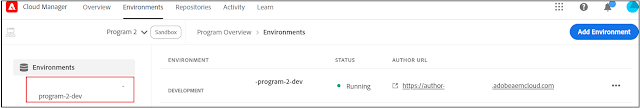 Cloud Manager Overview Environments Repositories Activity Learn
Program 2 Sandbox Program Overview > Environments Add Environment
Environments
-
program-2-dev
ENVIRONMENT STATUS AUTHOR URL
-program-2-dev
DEVELOPMENT Running https://author- .adobeaemcloud.com